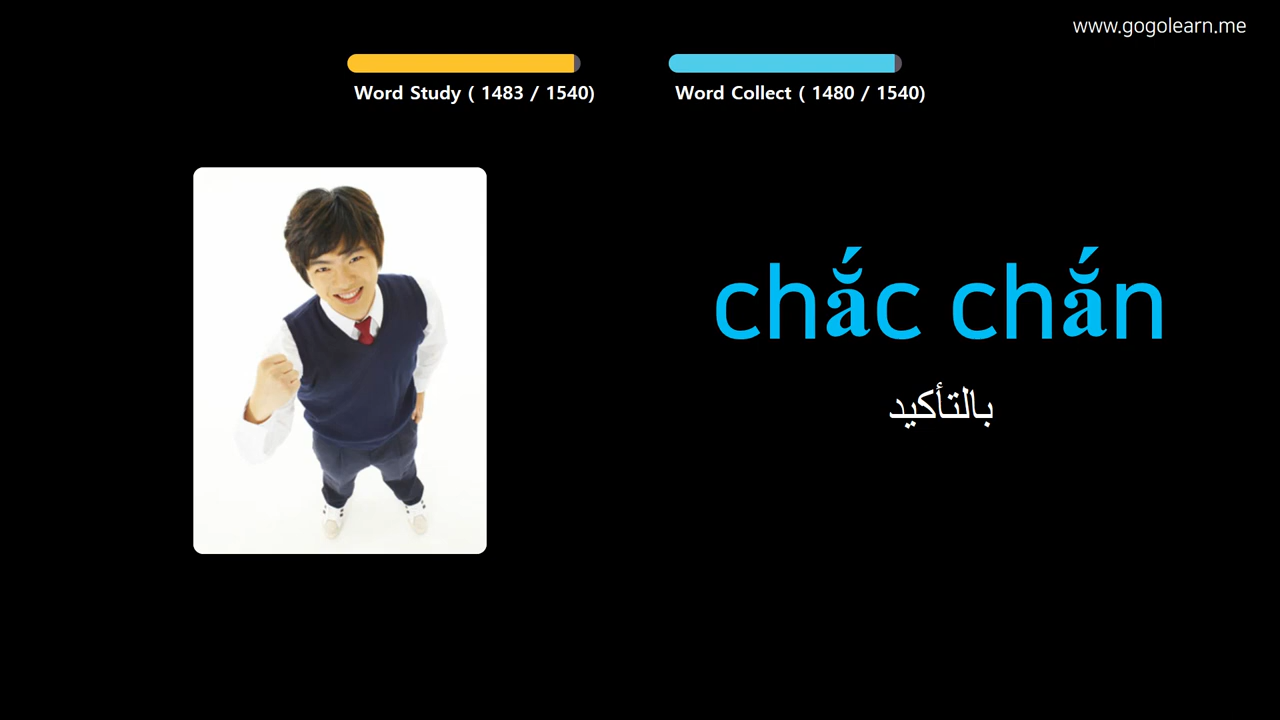 www.gogolearn.me
Word Study ( 1483 / 1540)
Word Collect ( 1480 / 1540)
chắc chắn
بالتأكيد